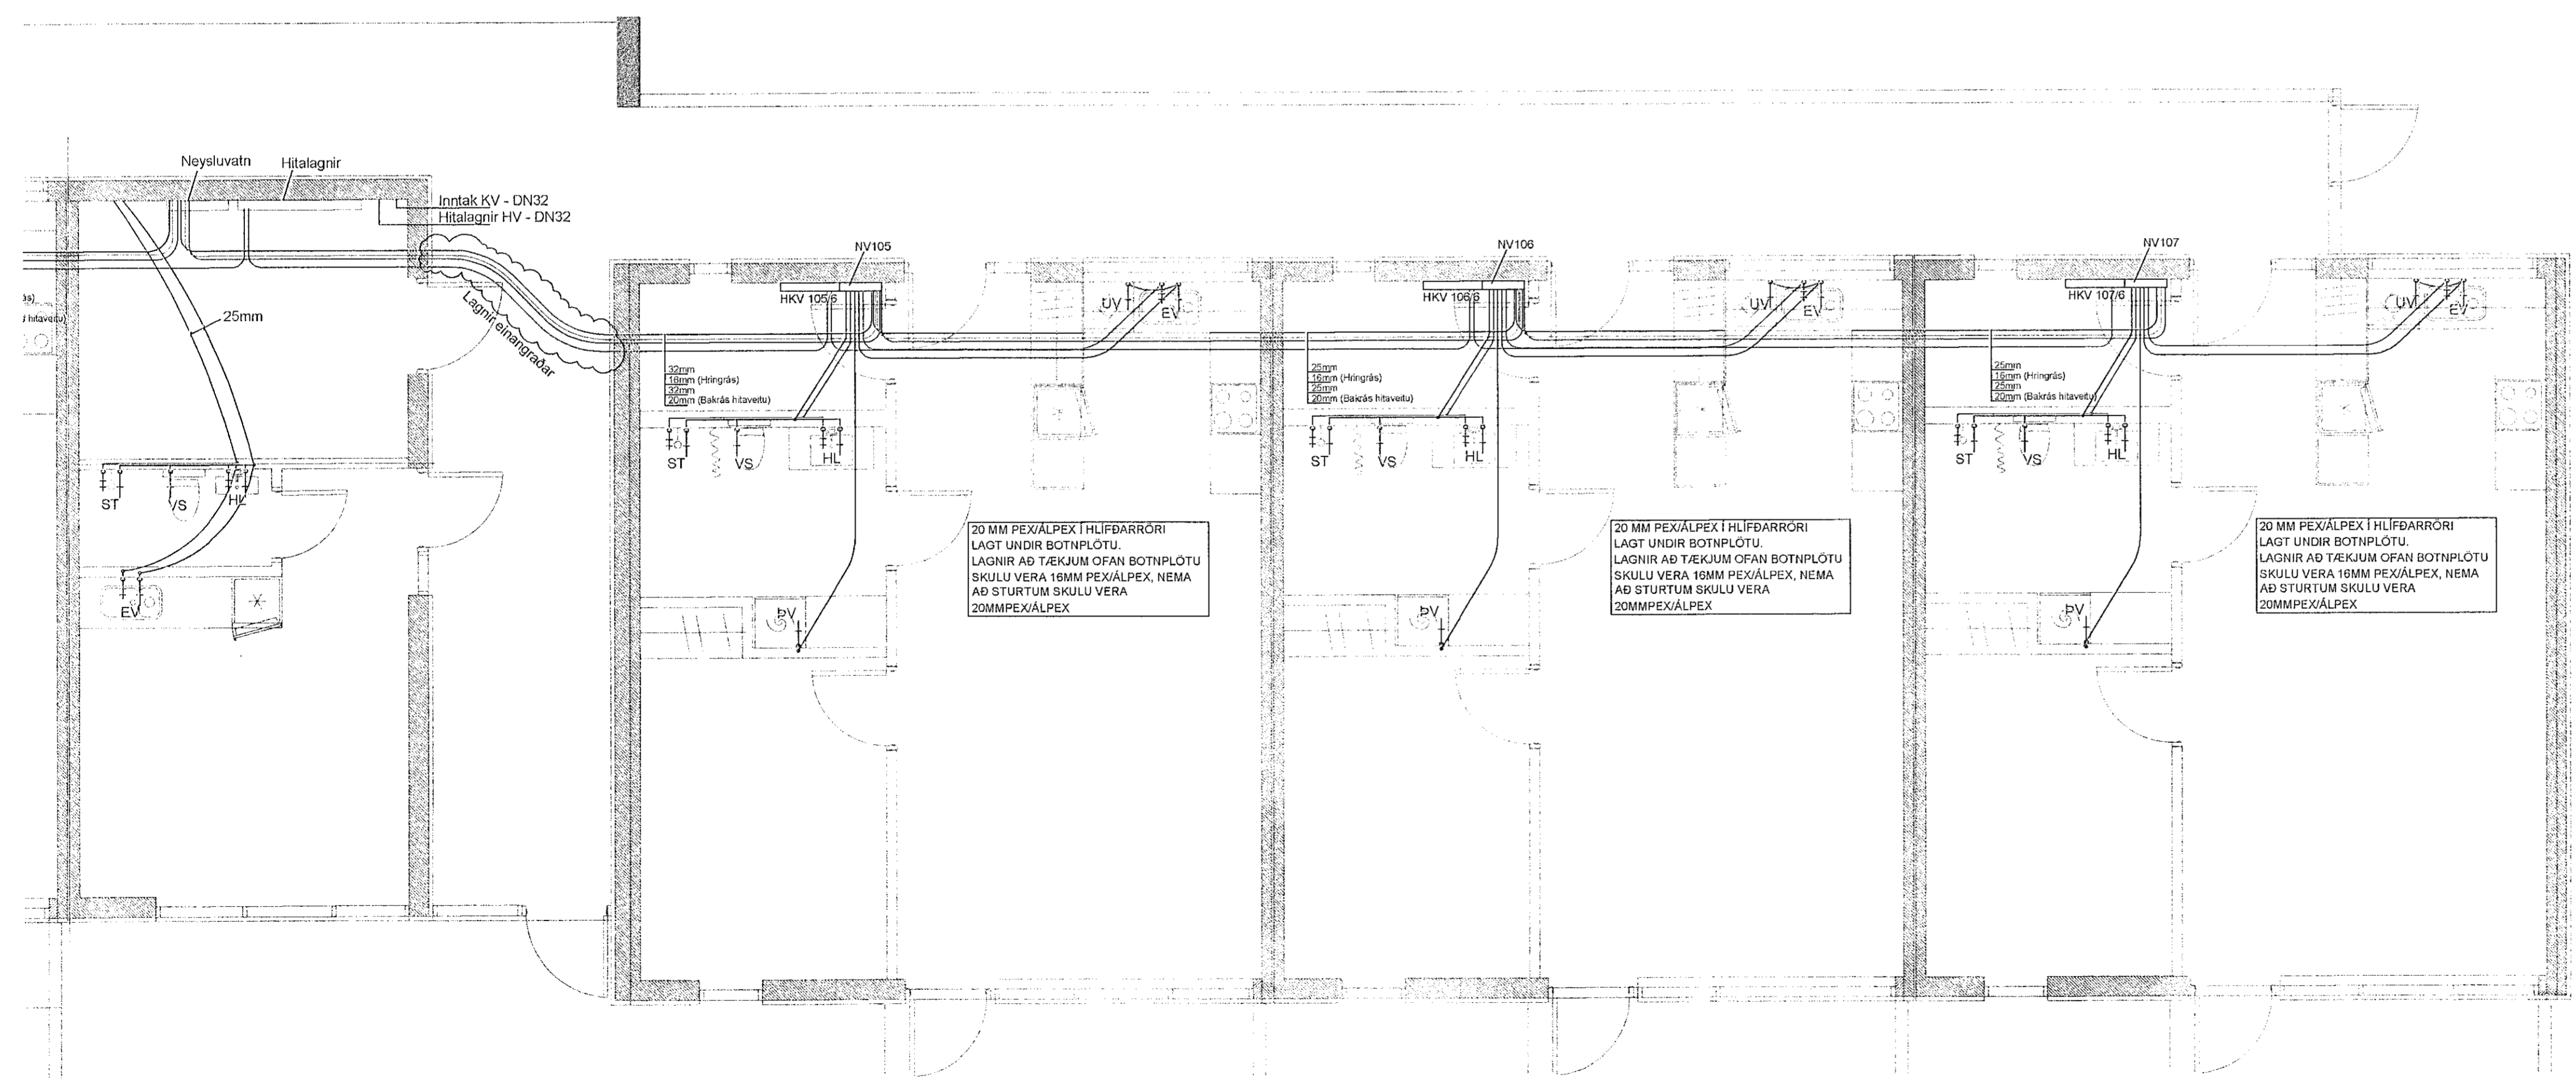 Neysluvatn
Hitalagnir
Inntak KV - DN32
Hitalagnir HV - DN32
25mm
Lagnir einangraðar
ST
VS
HL
EV
NV105
HKV 105/6
UV
EV
32mm
16mm (Hringrás)
32mm
20mm (Bakrás hitaveitu)
ST
VS
HL
ÞV
20 MM PEX/ÁLPEX Í HLÍFÐARRÖRI
LAGT UNDIR BOTNPLÖTU.
LAGNIR AÐ TÆKJUM OFAN BOTNPLÖTU
SKULU VERA 16MM PEX/ÁLPEX, NEMA
AÐ STURTUM SKULU VERA
20MMPEX/ÁLPEX
NV106
HKV 106/6
UV
EV
25mm
16mm (Hringrás)
25mm
20mm (Bakrás hitaveitu)
ST
VS
HL
ÞV
20 MM PEX/ÁLPEX Í HLÍFÐARRÖRI
LAGT UNDIR BOTNPLÖTU.
LAGNIR AÐ TÆKJUM OFAN BOTNPLÖTU
SKULU VERA 16MM PEX/ÁLPEX, NEMA
AÐ STURTUM SKULU VERA
20MMPEX/ÁLPEX
NV107
HKV 107/6
UV
EV
25mm
16mm (Hringrás)
25mm
20mm (Bakrás hitaveitu)
ST
VS
HL
ÞV
20 MM PEX/ÁLPEX Í HLÍFÐARRÖRI
LAGT UNDIR BOTNPLÖTU.
LAGNIR AÐ TÆKJUM OFAN BOTNPLÖTU
SKULU VERA 16MM PEX/ÁLPEX, NEMA
AÐ STURTUM SKULU VERA
20MMPEX/ÁLPEX